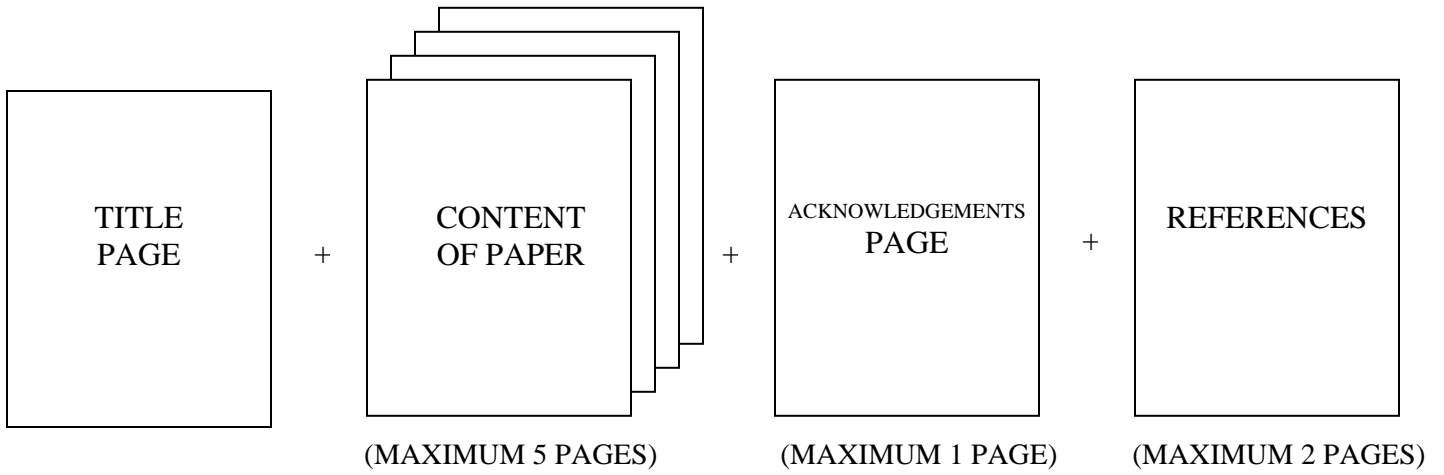 TITLE
PAGE
+
CONTENT
OF PAPER
+
ACKNOWLEDGEMENTS
PAGE
+
REFERENCES
(MAXIMUM 5 PAGES)
(MAXIMUM 1 PAGE)
(MAXIMUM 2 PAGES)